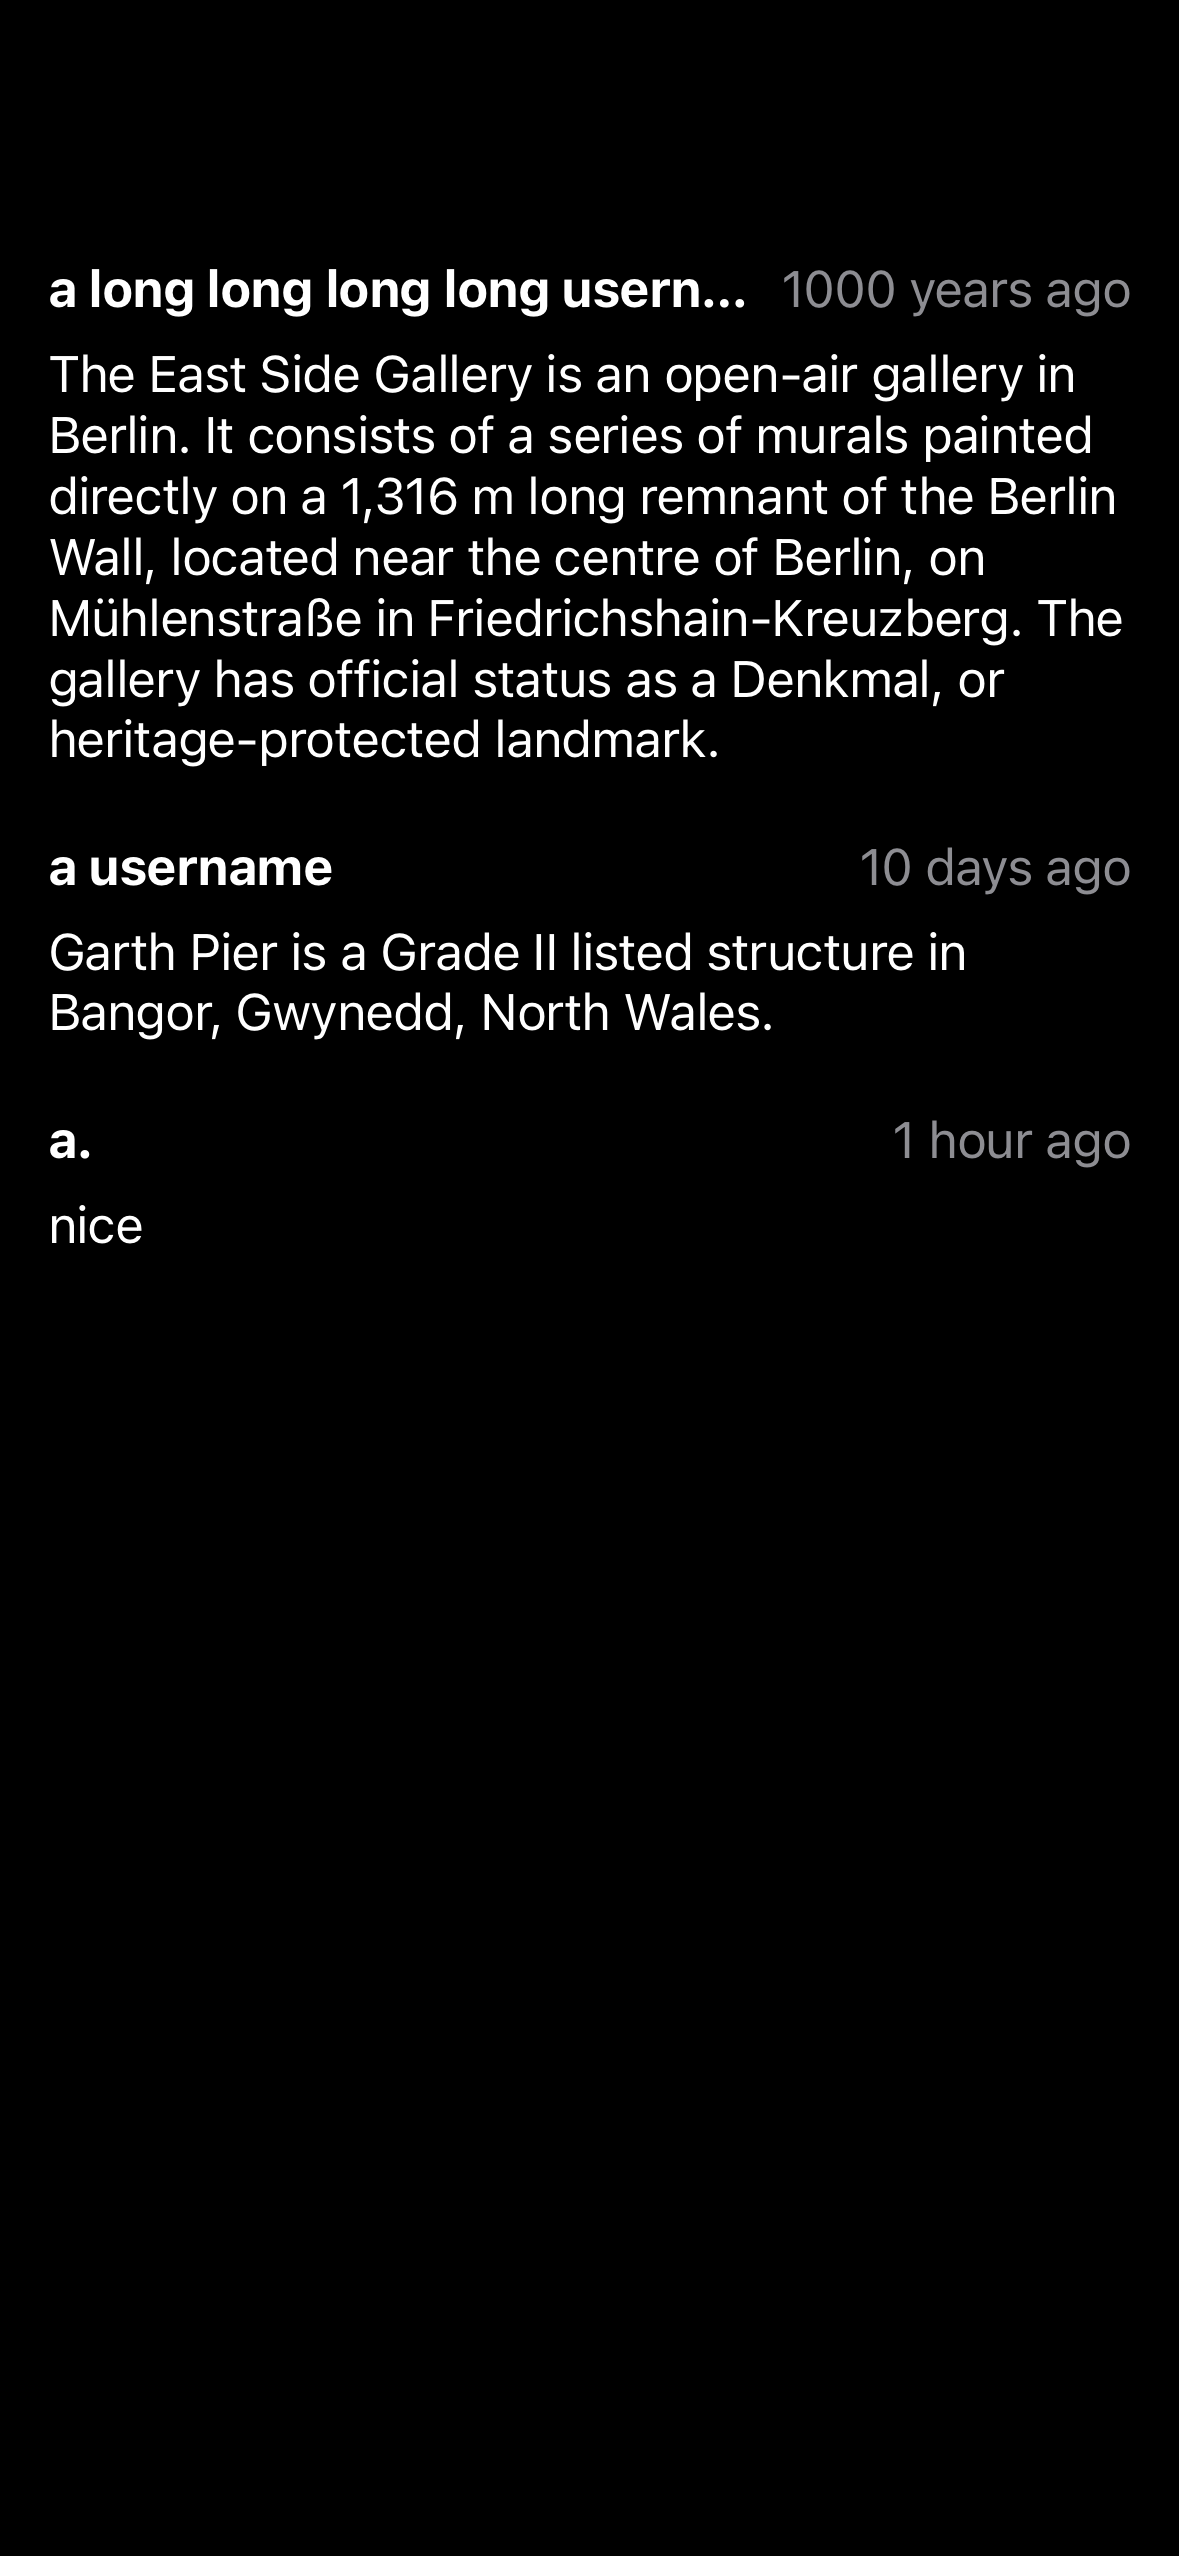 a long long long long usern... 1000 years ago
The East Side Gallery is an open-air gallery in
Berlin. It consists of a series of murals painted
directly on a 1,316 m long remnant of the Berlin
Wall, located near the centre of Berlin, on
Mühlenstraße in Friedrichshain-Kreuzberg. The
gallery has official status as a Denkmal, or
heritage-protected landmark.
a username 10 days ago
Garth Pier is a Grade II listed structure in
Bangor, Gwynedd, North Wales.
a. 1 hour ago
nice